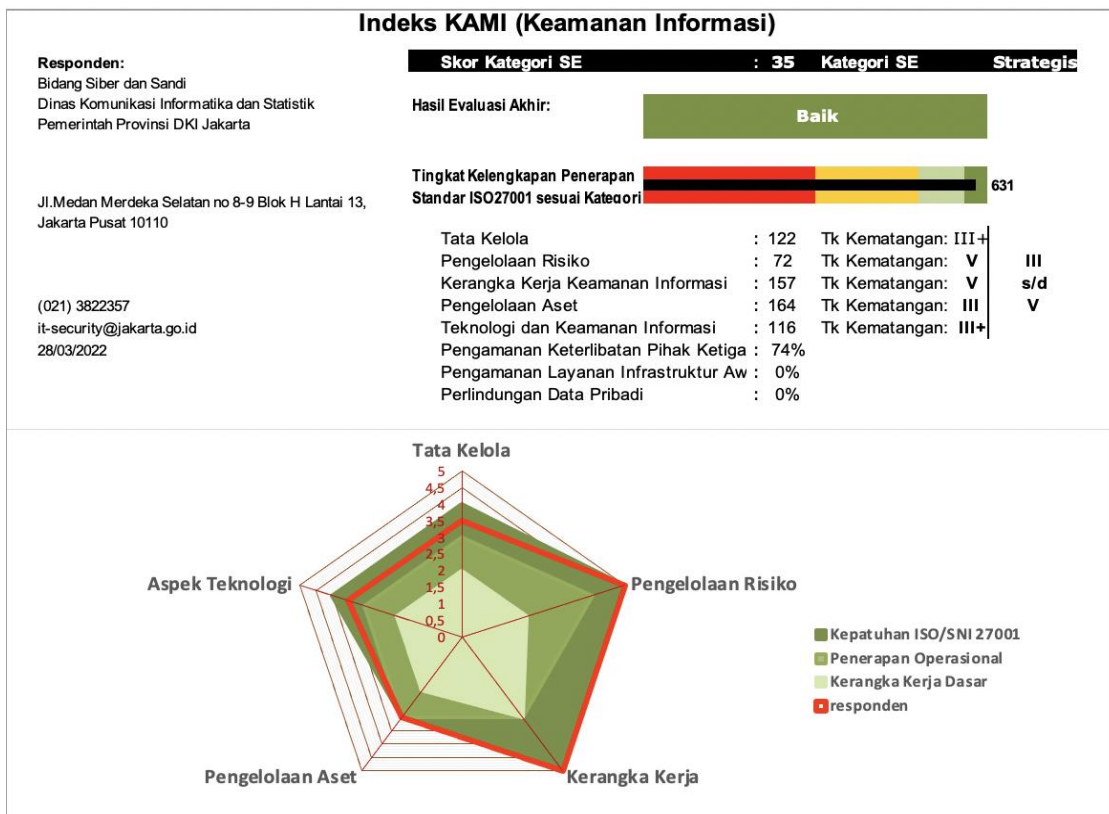 Indeks KAMI (Keamanan Informasi)
Responden:
Bidang Siber dan Sandi
Dinas Komunikasi Informatika dan Statistik
Pemerintah Provinsi DKI Jakarta
Jl.Medan Merdeka Selatan no 8-9 Blok H Lantai 13,
Jakarta Pusat 10110
(021) 3822357
it-security@jakarta.go.id
28/03/2022
Skor Kategori SE : 35 Kategori SE Strategis
Hasil Evaluasi Akhir:
Baik
Tingkat Kelengkapan Penerapan
Standar ISO27001 sesuai Kategori
631
Tata Kelola : 122 Tk Kematangan: III+
Pengelolaan Risiko : 72 Tk Kematangan: V III
Kerangka Kerja Keamanan Informasi : 157 Tk Kematangan: V s/d
Pengelolaan Aset : 164 Tk Kematangan: III V
Teknologi dan Keamanan Informasi : 116 Tk Kematangan: III+
Pengamanan Keterlibatan Pihak Ketiga : 74%
Pengamanan Layanan Infrastruktur Aw : 0%
Perlindungan Data Pribadi : 0%
Tata Kelola
5
4,5
4
3,5
3
2,5
2
1,5
1
0,5
0
Aspek Teknologi
Pengelolaan Risiko
Pengelolaan Aset
Kerangka Kerja
Kepatuhan ISO/SNI 27001
Penerapan Operasional
Kerangka Kerja Dasar
responden